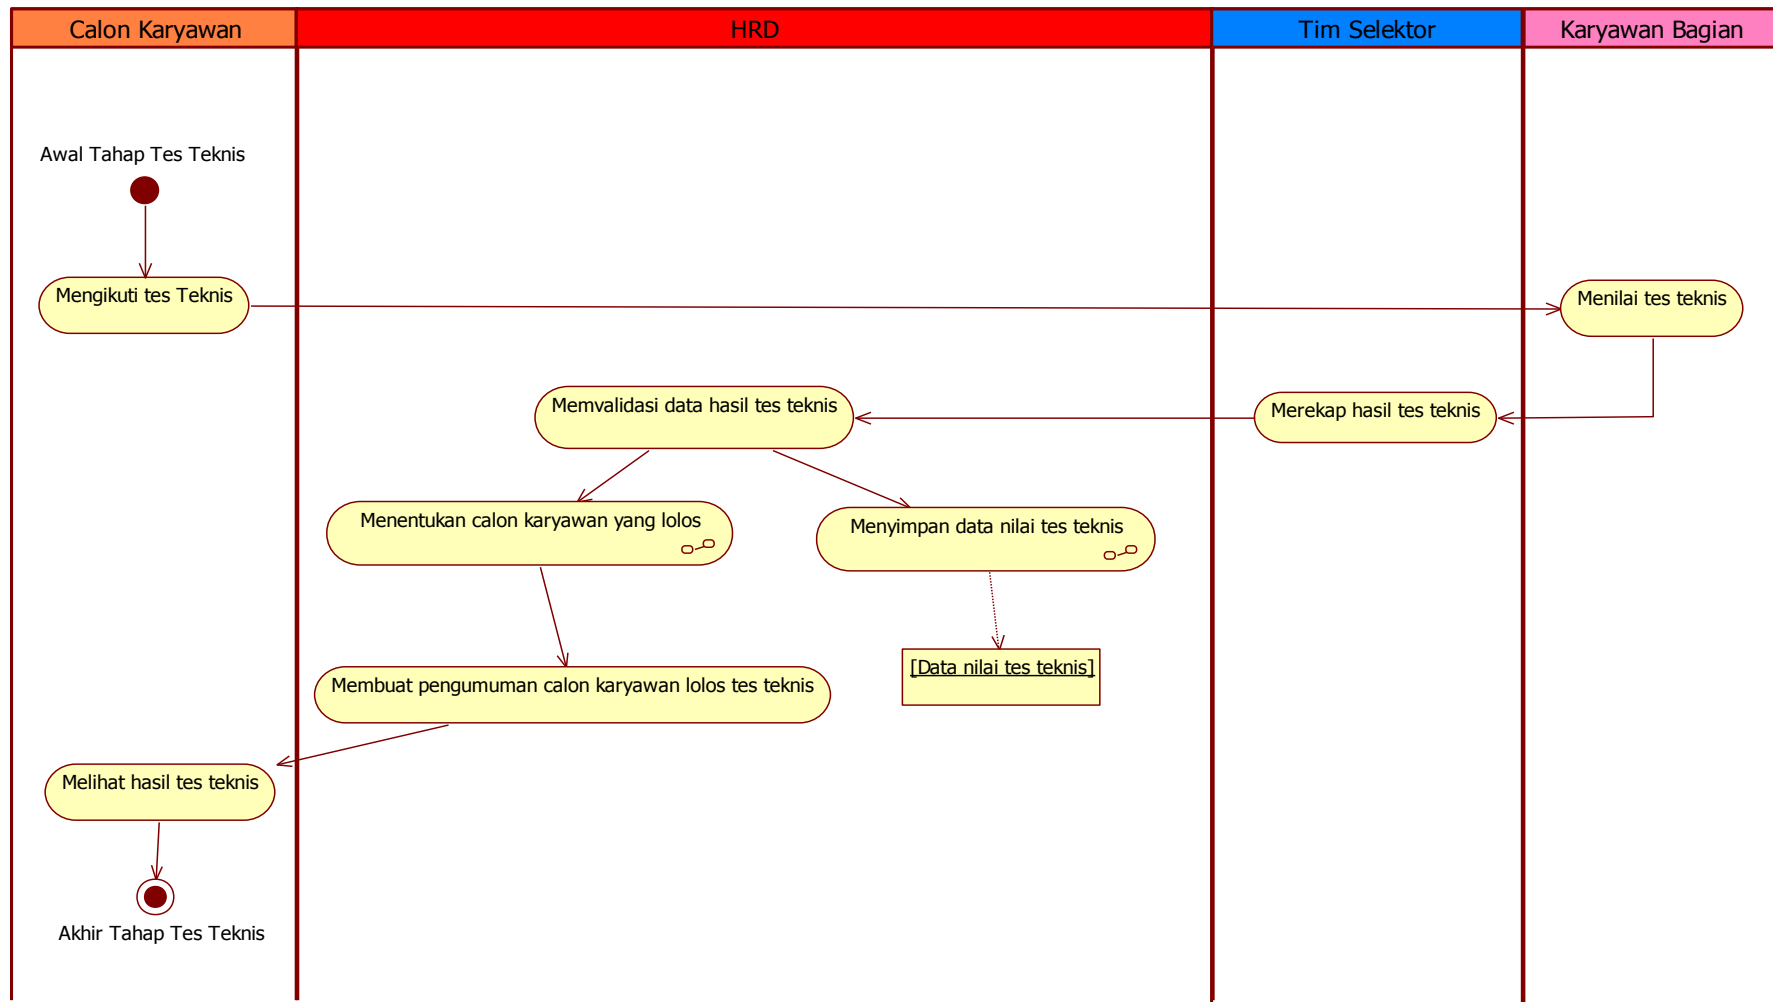 Calon Karyawan
HRD
Tim Selektor
Karyawan Bagian
Awal Tahap Tes Teknis
Mengikuti tes Teknis
Menilai tes teknis
Memvalidasi data hasil tes teknis
Merekap hasil tes teknis
Menentukan calon karyawan yang lolos
Menyimpan data nilai tes teknis
[Data nilai tes teknis]
Membuat pengumuman calon karyawan lolos tes teknis
Melihat hasil tes teknis
Akhir Tahap Tes Teknis